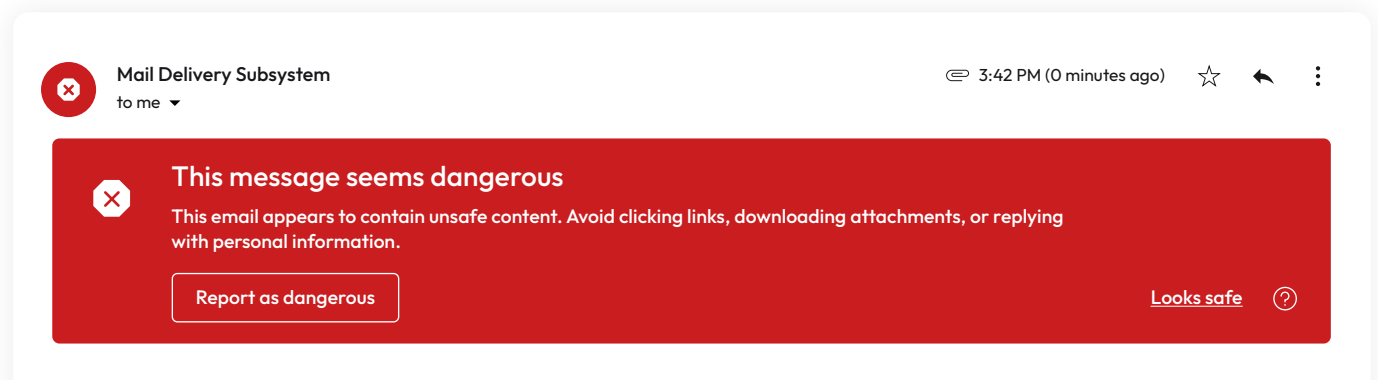 Mail Delivery Subsystem
3:42 PM (0 minutes ago)
to me
This message seems dangerous
This email appears to contain unsafe content. Avoid clicking links, downloading attachments, or replying
with personal information.
Report as dangerous
Looks safe
?